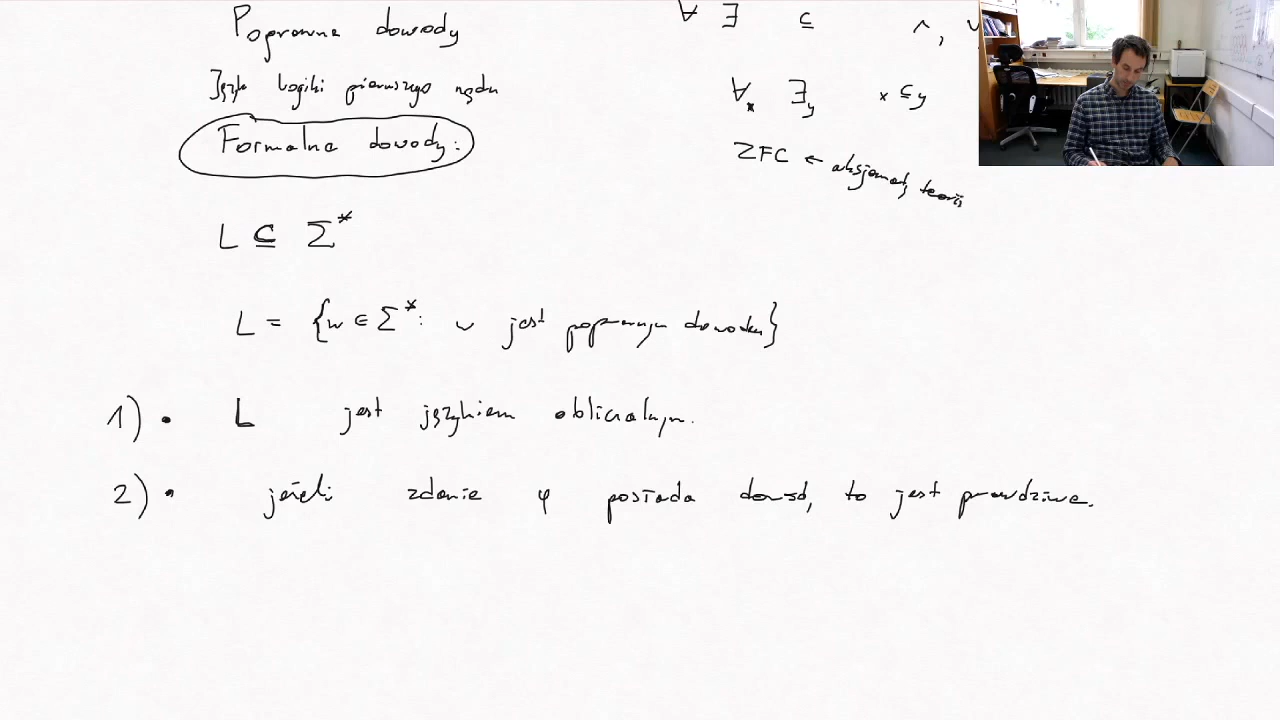 Poprawne dowody
∀ ∃ ⊆ ∧, ∨
Język logiki pierwszego rzędu
∀x ∃y x ⊆ y
Formalne dowody:
ZFC ← aksjomaty teorii
L ⊆ Σ*
L = {w ∈ Σ*: w jest poprawnym dowodem}
1) • L jest językiem obliczalnym.
2) • jeżeli zdanie φ posiada dowód, to jest prawdziwe.